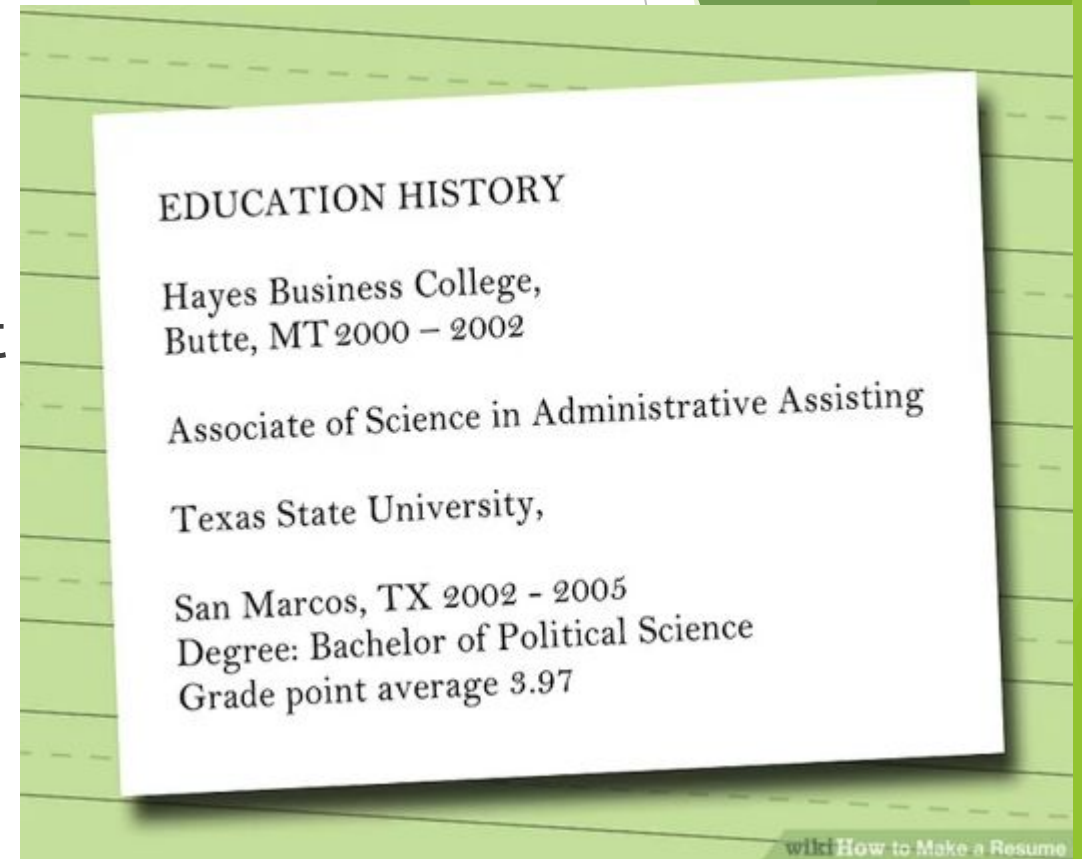 EDUCATION HISTORY
Hayes Business College,
Butte, MT 2000 – 2002
Associate of Science in Administrative Assisting
Texas State University,
San Marcos, TX 2002 - 2005
Degree: Bachelor of Political Science
Grade point average 3.97
t
wikiHow to Make a Resume